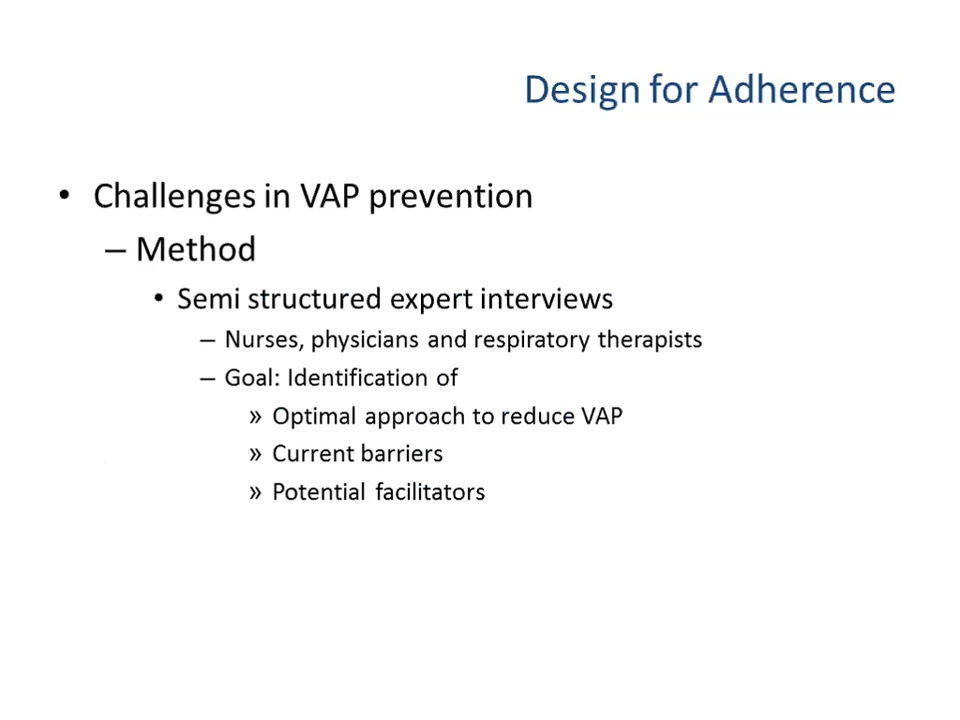 Design for Adherence
• Challenges in VAP prevention
– Method
• Semi structured expert interviews
– Nurses, physicians and respiratory therapists
– Goal: Identification of
» Optimal approach to reduce VAP
» Current barriers
» Potential facilitators